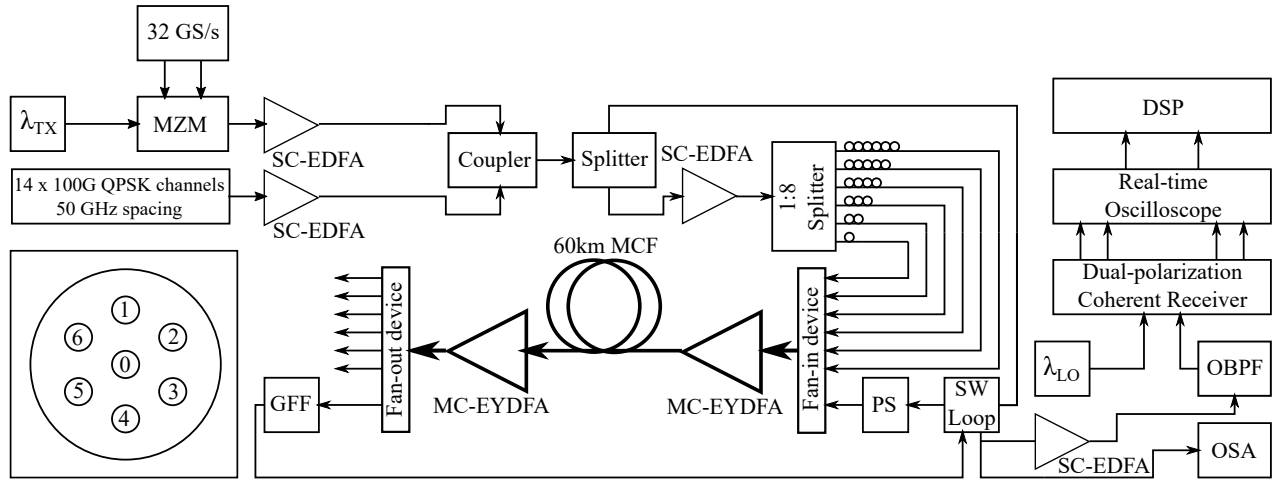 32 GS/s
λTX
MZM
SC-EDFA
14 x 100G QPSK channels
50 GHz spacing
SC-EDFA
Coupler
Splitter
SC-EDFA
1:8
Splitter
60km MCF
Fan-out device
MC-EYDFA
MC-EYDFA
Fan-in device
GFF
PS
SW
Loop
DSP
Real-time
Oscilloscope
Dual-polarization
Coherent Receiver
λLO
OBPF
SC-EDFA
OSA
1
6
2
0
5
3
4